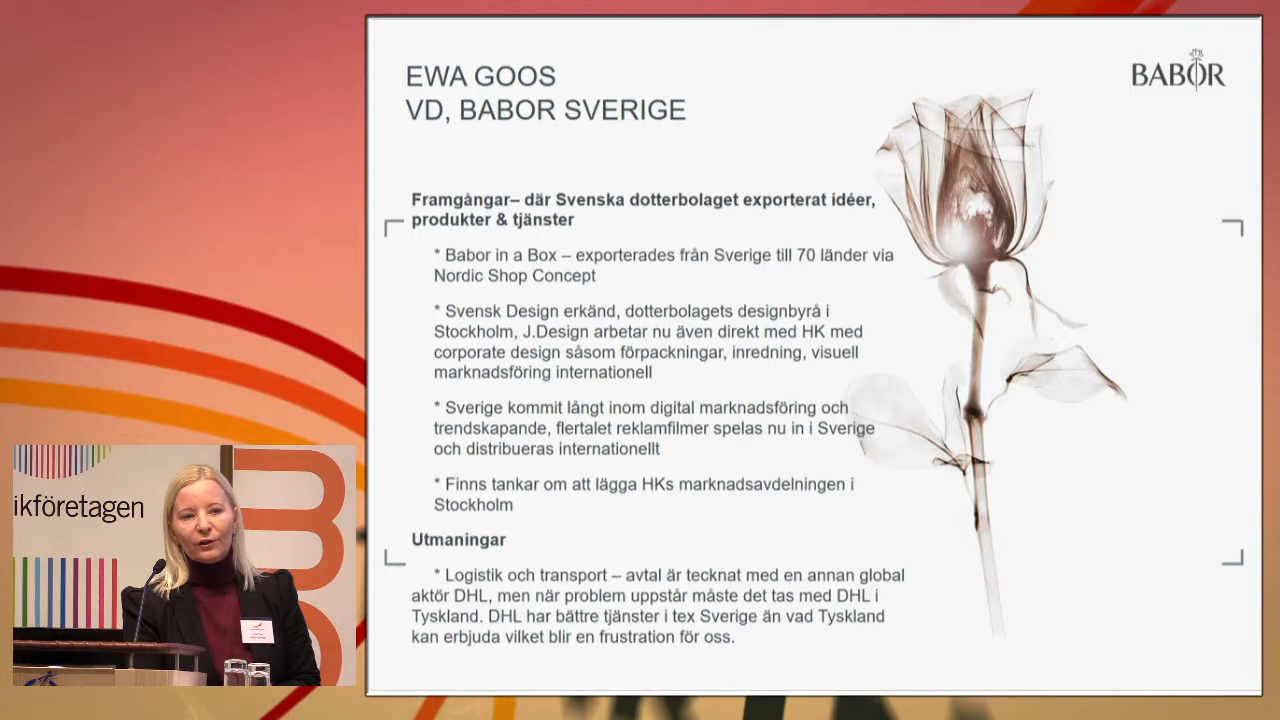 EWA GOOS
VD, BABOR SVERIGE
BABOR
Framgångar– där Svenska dotterbolaget exporterat idéer,
produkter & tjänster
* Babor in a Box – exporterades från Sverige till 70 länder via
Nordic Shop Concept
* Svensk Design erkänd, dotterbolagets designbyrå i
Stockholm, J.Design arbetar nu även direkt med HK med
corporate design såsom förpackningar, inredning, visuell
marknadsföring internationell
* Sverige kommit långt inom digital marknadsföring och
trendskapande, flertalet reklamfilmer spelas nu in i Sverige
och distribueras internationellt
* Finns tankar om att lägga HKs marknadsavdelningen i
Stockholm
Utmaningar
* Logistik och transport – avtal är tecknat med en annan global
aktör DHL, men när problem uppstår måste det tas med DHL i
Tyskland. DHL har bättre tjänster i tex Sverige än vad Tyskland
kan erbjuda vilket blir en frustration för oss.
ikföretagen